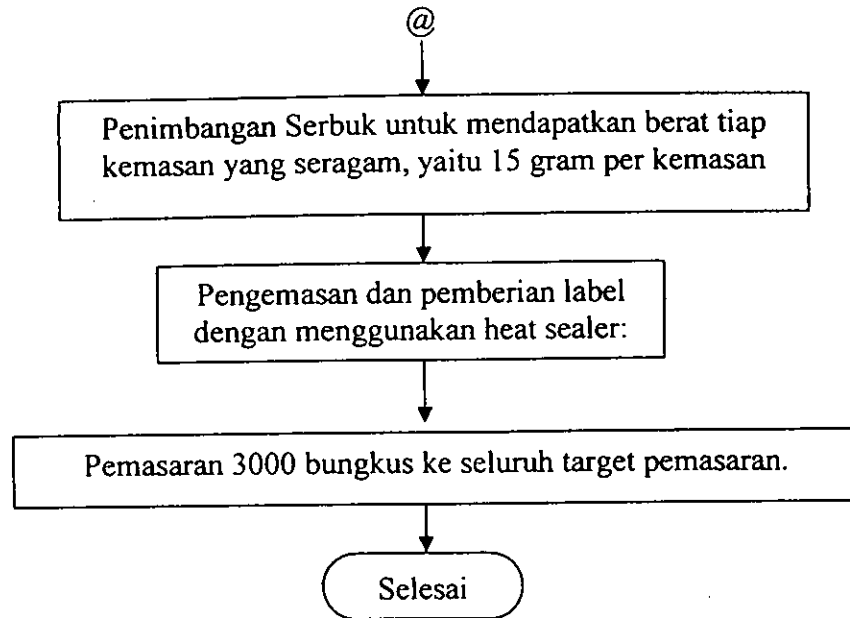 @
Penimbangan Serbuk untuk mendapatkan berat tiap
kemasan yang seragam, yaitu 15 gram per kemasan
Pengemasan dan pemberian label
dengan menggunakan heat sealer:
Pemasaran 3000 bungkus ke seluruh target pemasaran.
Selesai